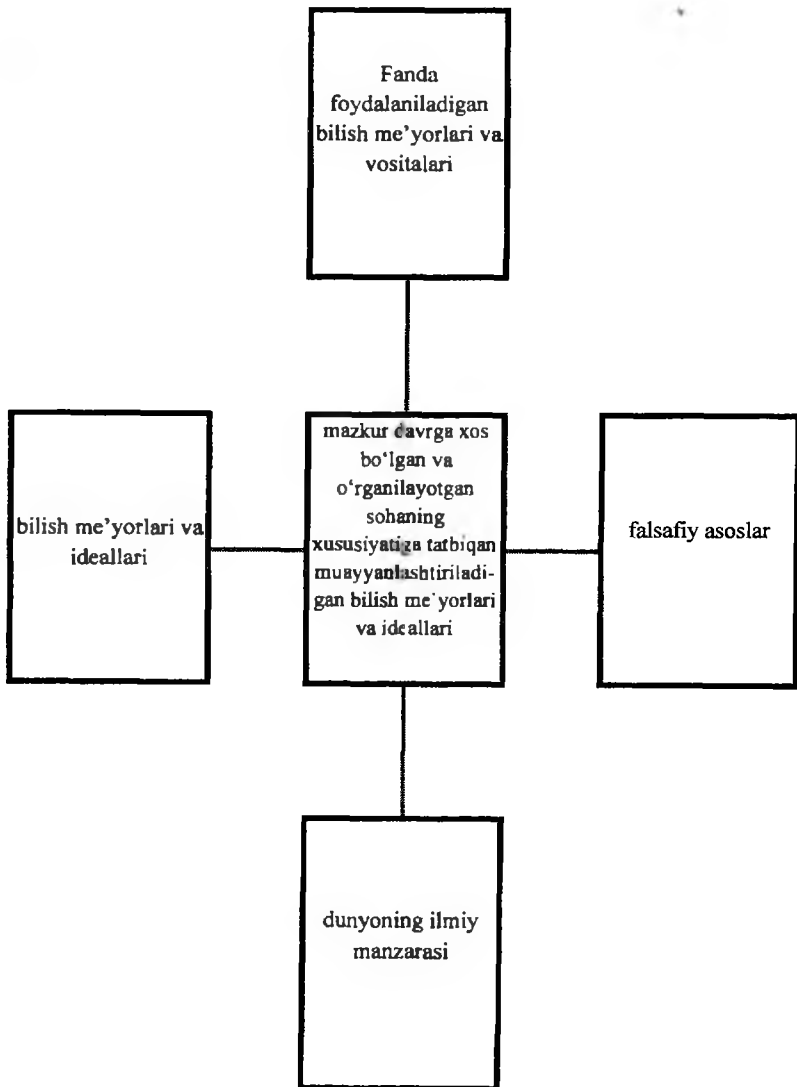 Fanda
foydalaniladigan
bilish me'yorlari va
vositalari
bilish me'yorlari va
ideallari
mazkur davrga xos
bo'lgan va
o'rganilayotgan
sohaning
xususiyatiga tatbiqan
muayyanlashtiriladi-
gan bilish me'yorlari
va ideallari
falsafiy asoslar
dunyoning ilmiy
manzarasi